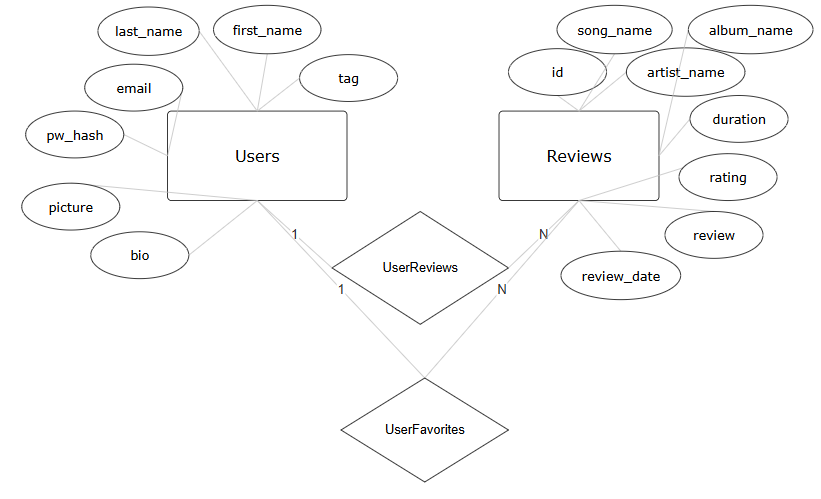 last_name
first_name
song_name
album_name
email
tag
id
artist_name
pw_hash
duration
Users
Reviews
rating
picture
review
bio
1
N
UserReviews
review_date
1
N
UserFavorites